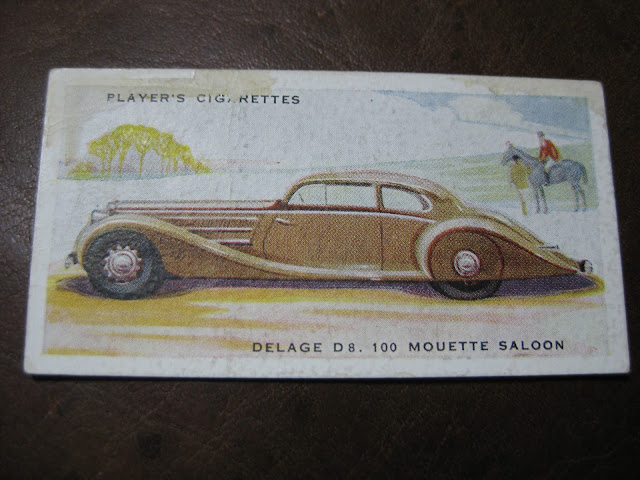 PLAYER'S CIGARETTES
DELAGE D8. 100 MOUETTE SALOON